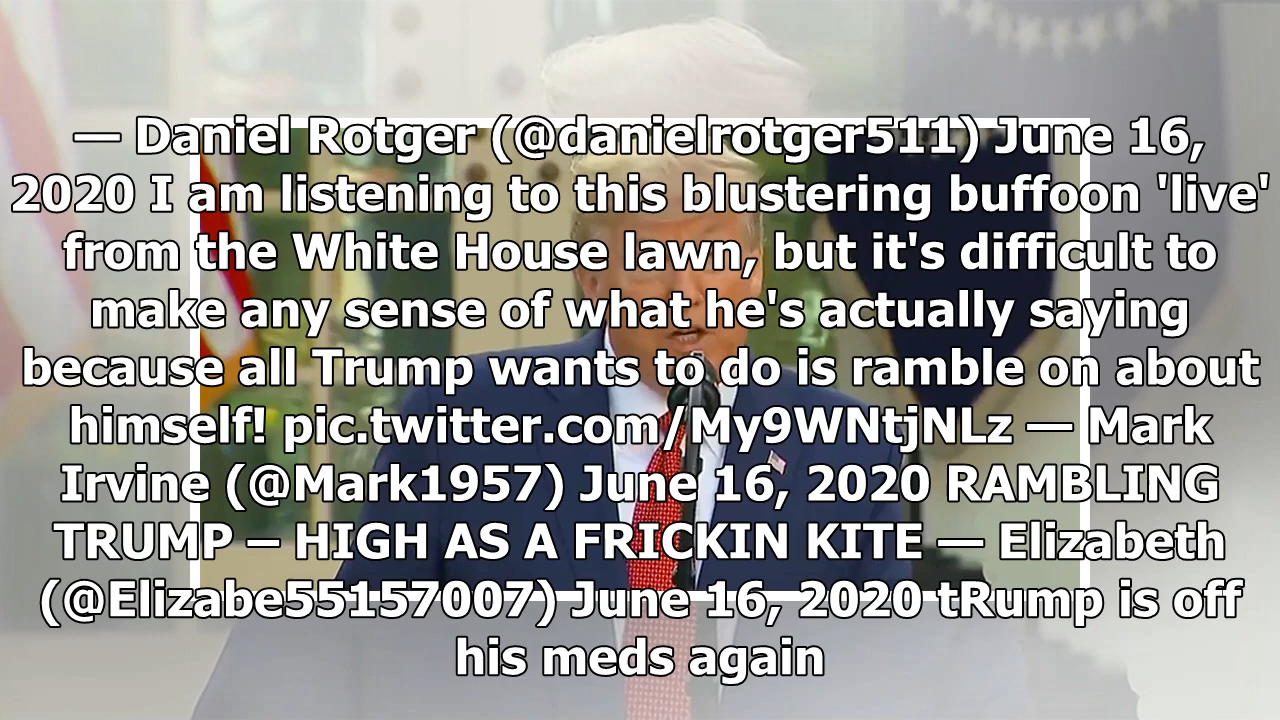 — Daniel Rotger (@danielrotger511) June 16,
2020 I am listening to this blustering buffoon 'live'
from the White House lawn, but it's difficult to
make any sense of what he's actually saying
because all Trump wants to do is ramble on about
himself! pic.twitter.com/My9WNtjNLz — Mark
Irvine (@Mark1957) June 16, 2020 RAMBLING
TRUMP – HIGH AS A FRICKIN KITE — Elizabeth
(@Elizabe55157007) June 16, 2020 tRump is off
his meds again